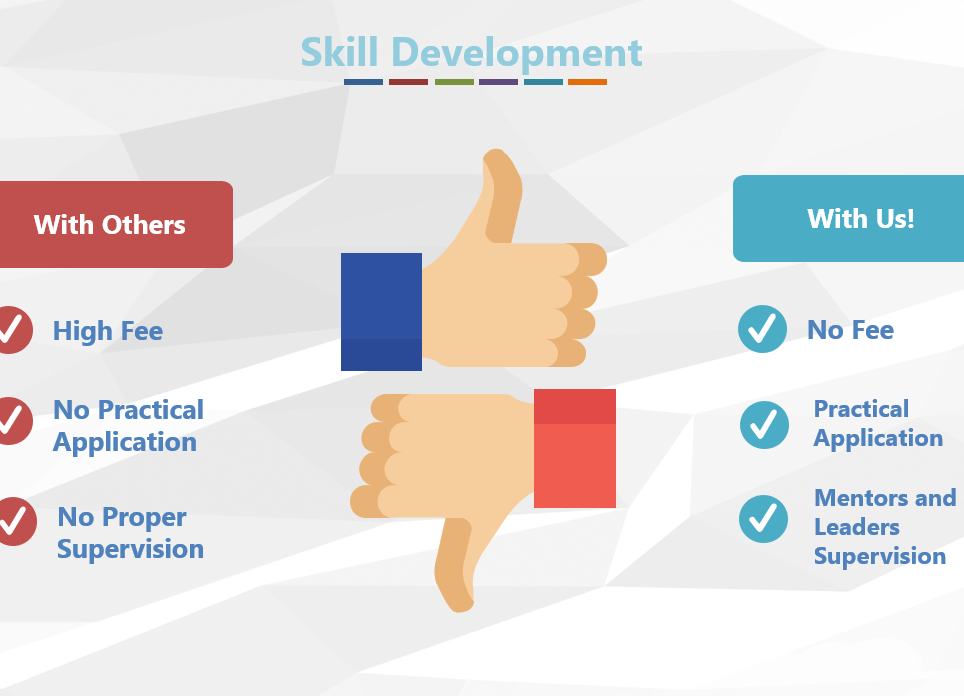 Skill Development
With Others
High Fee
No Practical
Application
No Proper
Supervision
With Us!
No Fee
Practical
Application
Mentors and
Leaders
Supervision